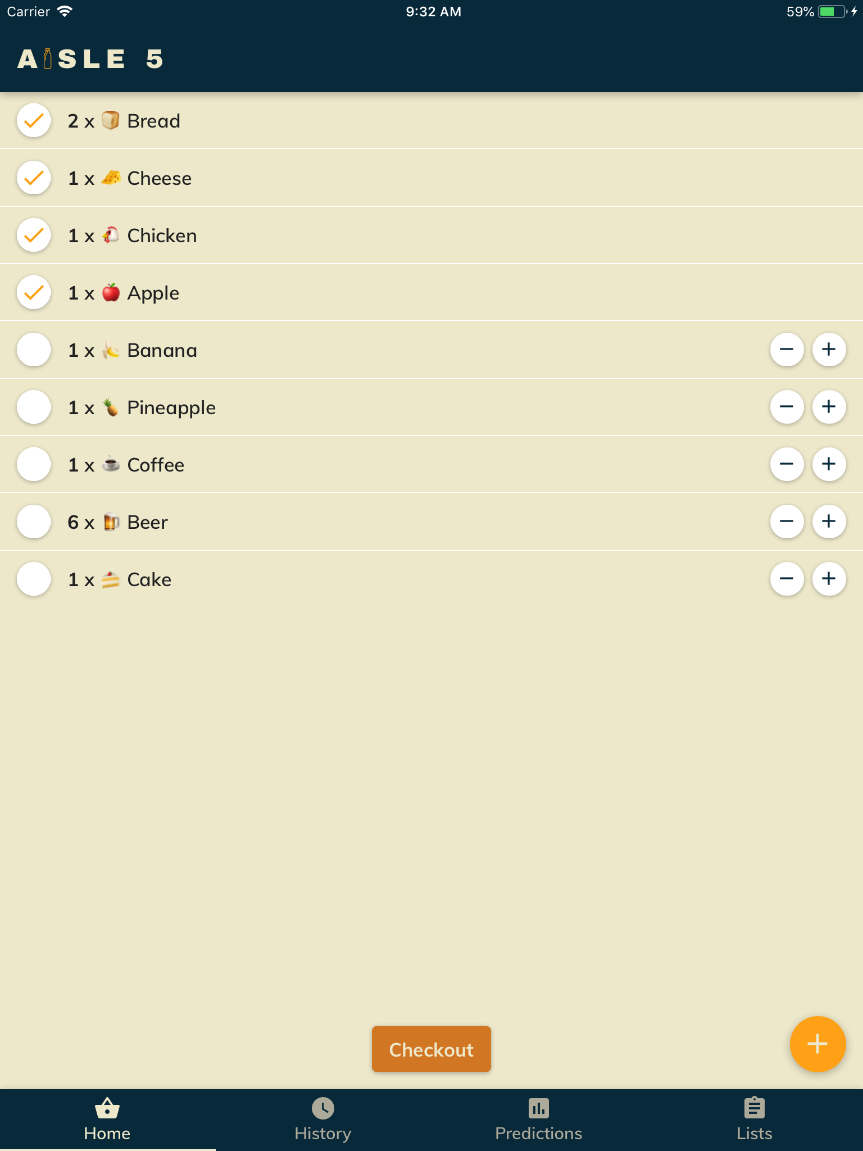 Carrier 9:32 AM 59%
AISLE 5
2 x 🍞 Bread
1 x 🧀 Cheese
1 x 🐔 Chicken
1 x 🍎 Apple
1 x 🍌 Banana
1 x 🍍 Pineapple
1 x ☕ Coffee
6 x 🍺 Beer
1 x 🍰 Cake
Checkout
Home History Predictions Lists